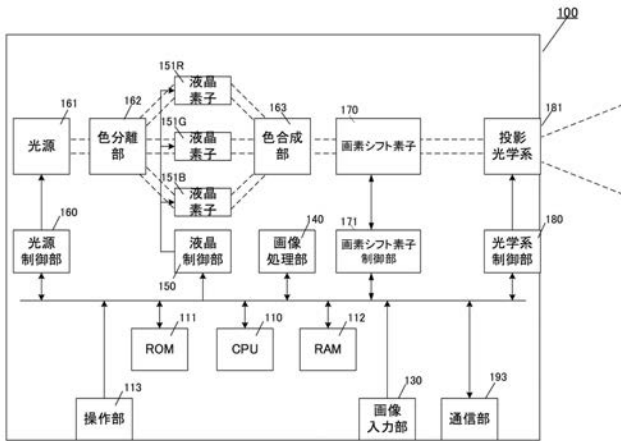 100
151R
液晶
素子
161
162
163
170
181
151G
光源
色分離
部
液晶
素子
色合成
部
画素シフト素子
投影
光学系
151B
液晶
素子
160
140
171
180
光源
制御部
液晶
制御部
画像
処理部
画素シフト素子
制御部
光学系
制御部
150
111
110
112
ROM
CPU
RAM
113
130
193
操作部
画像
入力部
通信部